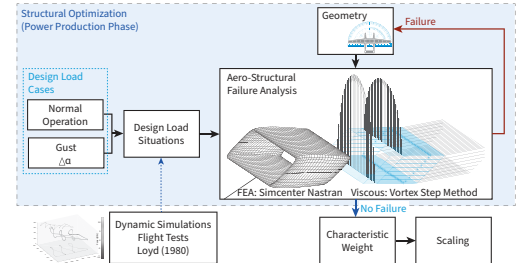 Structural Optimization
(Power Production Phase)
Geometry
Failure
Design Load
Cases
Normal
Operation
Gust
Δα
Design Load
Situations
Aero-Structural
Failure Analysis
FEA: Simcenter Nastran
Viscous: Vortex Step Method
No Failure
Dynamic Simulations
Flight Tests
Loyd (1980)
Characteristic
Weight
Scaling